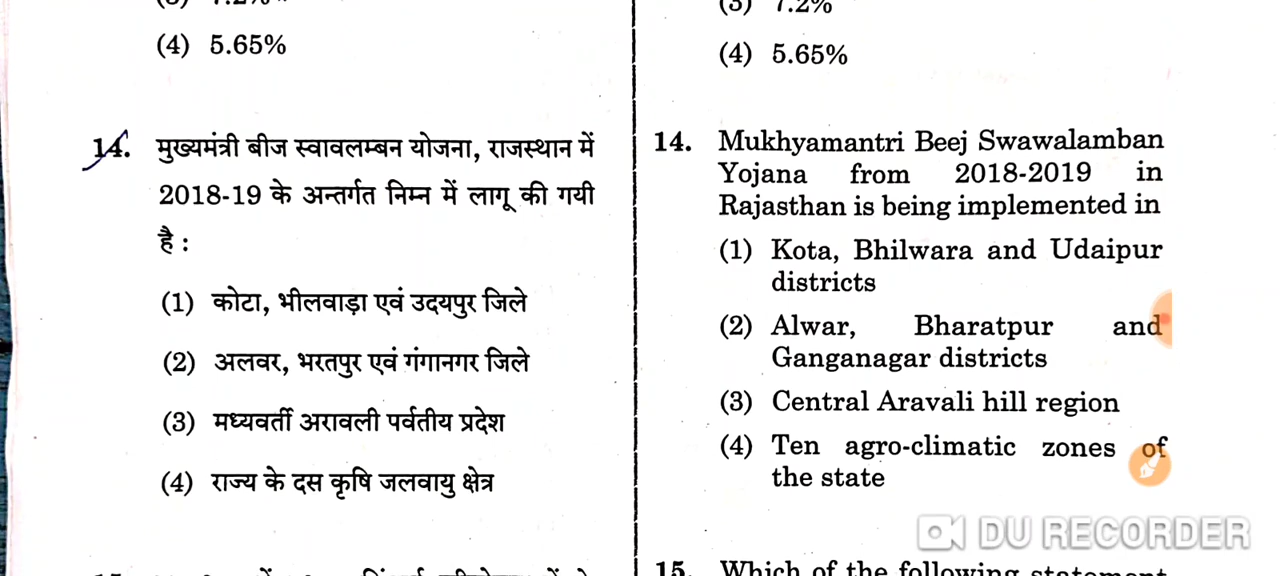 (4) 5.65%
14. मुख्यमंत्री बीज स्वावलम्बन योजना, राजस्थान में
2018-19 के अन्तर्गत निम्न में लागू की गयी
है :
(1) कोटा, भीलवाड़ा एवं उदयपुर जिले
(2) अलवर, भरतपुर एवं गंगानगर जिले
(3) मध्यवर्ती अरावली पर्वतीय प्रदेश
(4) राज्य के दस कृषि जलवायु क्षेत्र
(3) 7.2%
(4) 5.65%
14. Mukhyamantri Beej Swawalamban
Yojana from 2018-2019 in
Rajasthan is being implemented in
(1) Kota, Bhilwara and Udaipur
districts
(2) Alwar, Bharatpur and
Ganganagar districts
(3) Central Aravali hill region
(4) Ten agro-climatic zones of
the state
15. Which of the following statement
DU RECORDER